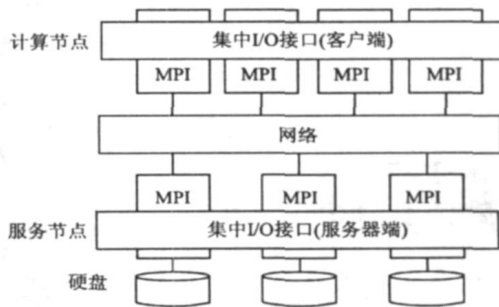 计算节点
集中I/O接口(客户端)
MPI MPI MPI MPI
网络
MPI MPI MPI
服务节点
集中I/O接口(服务器端)
硬盘